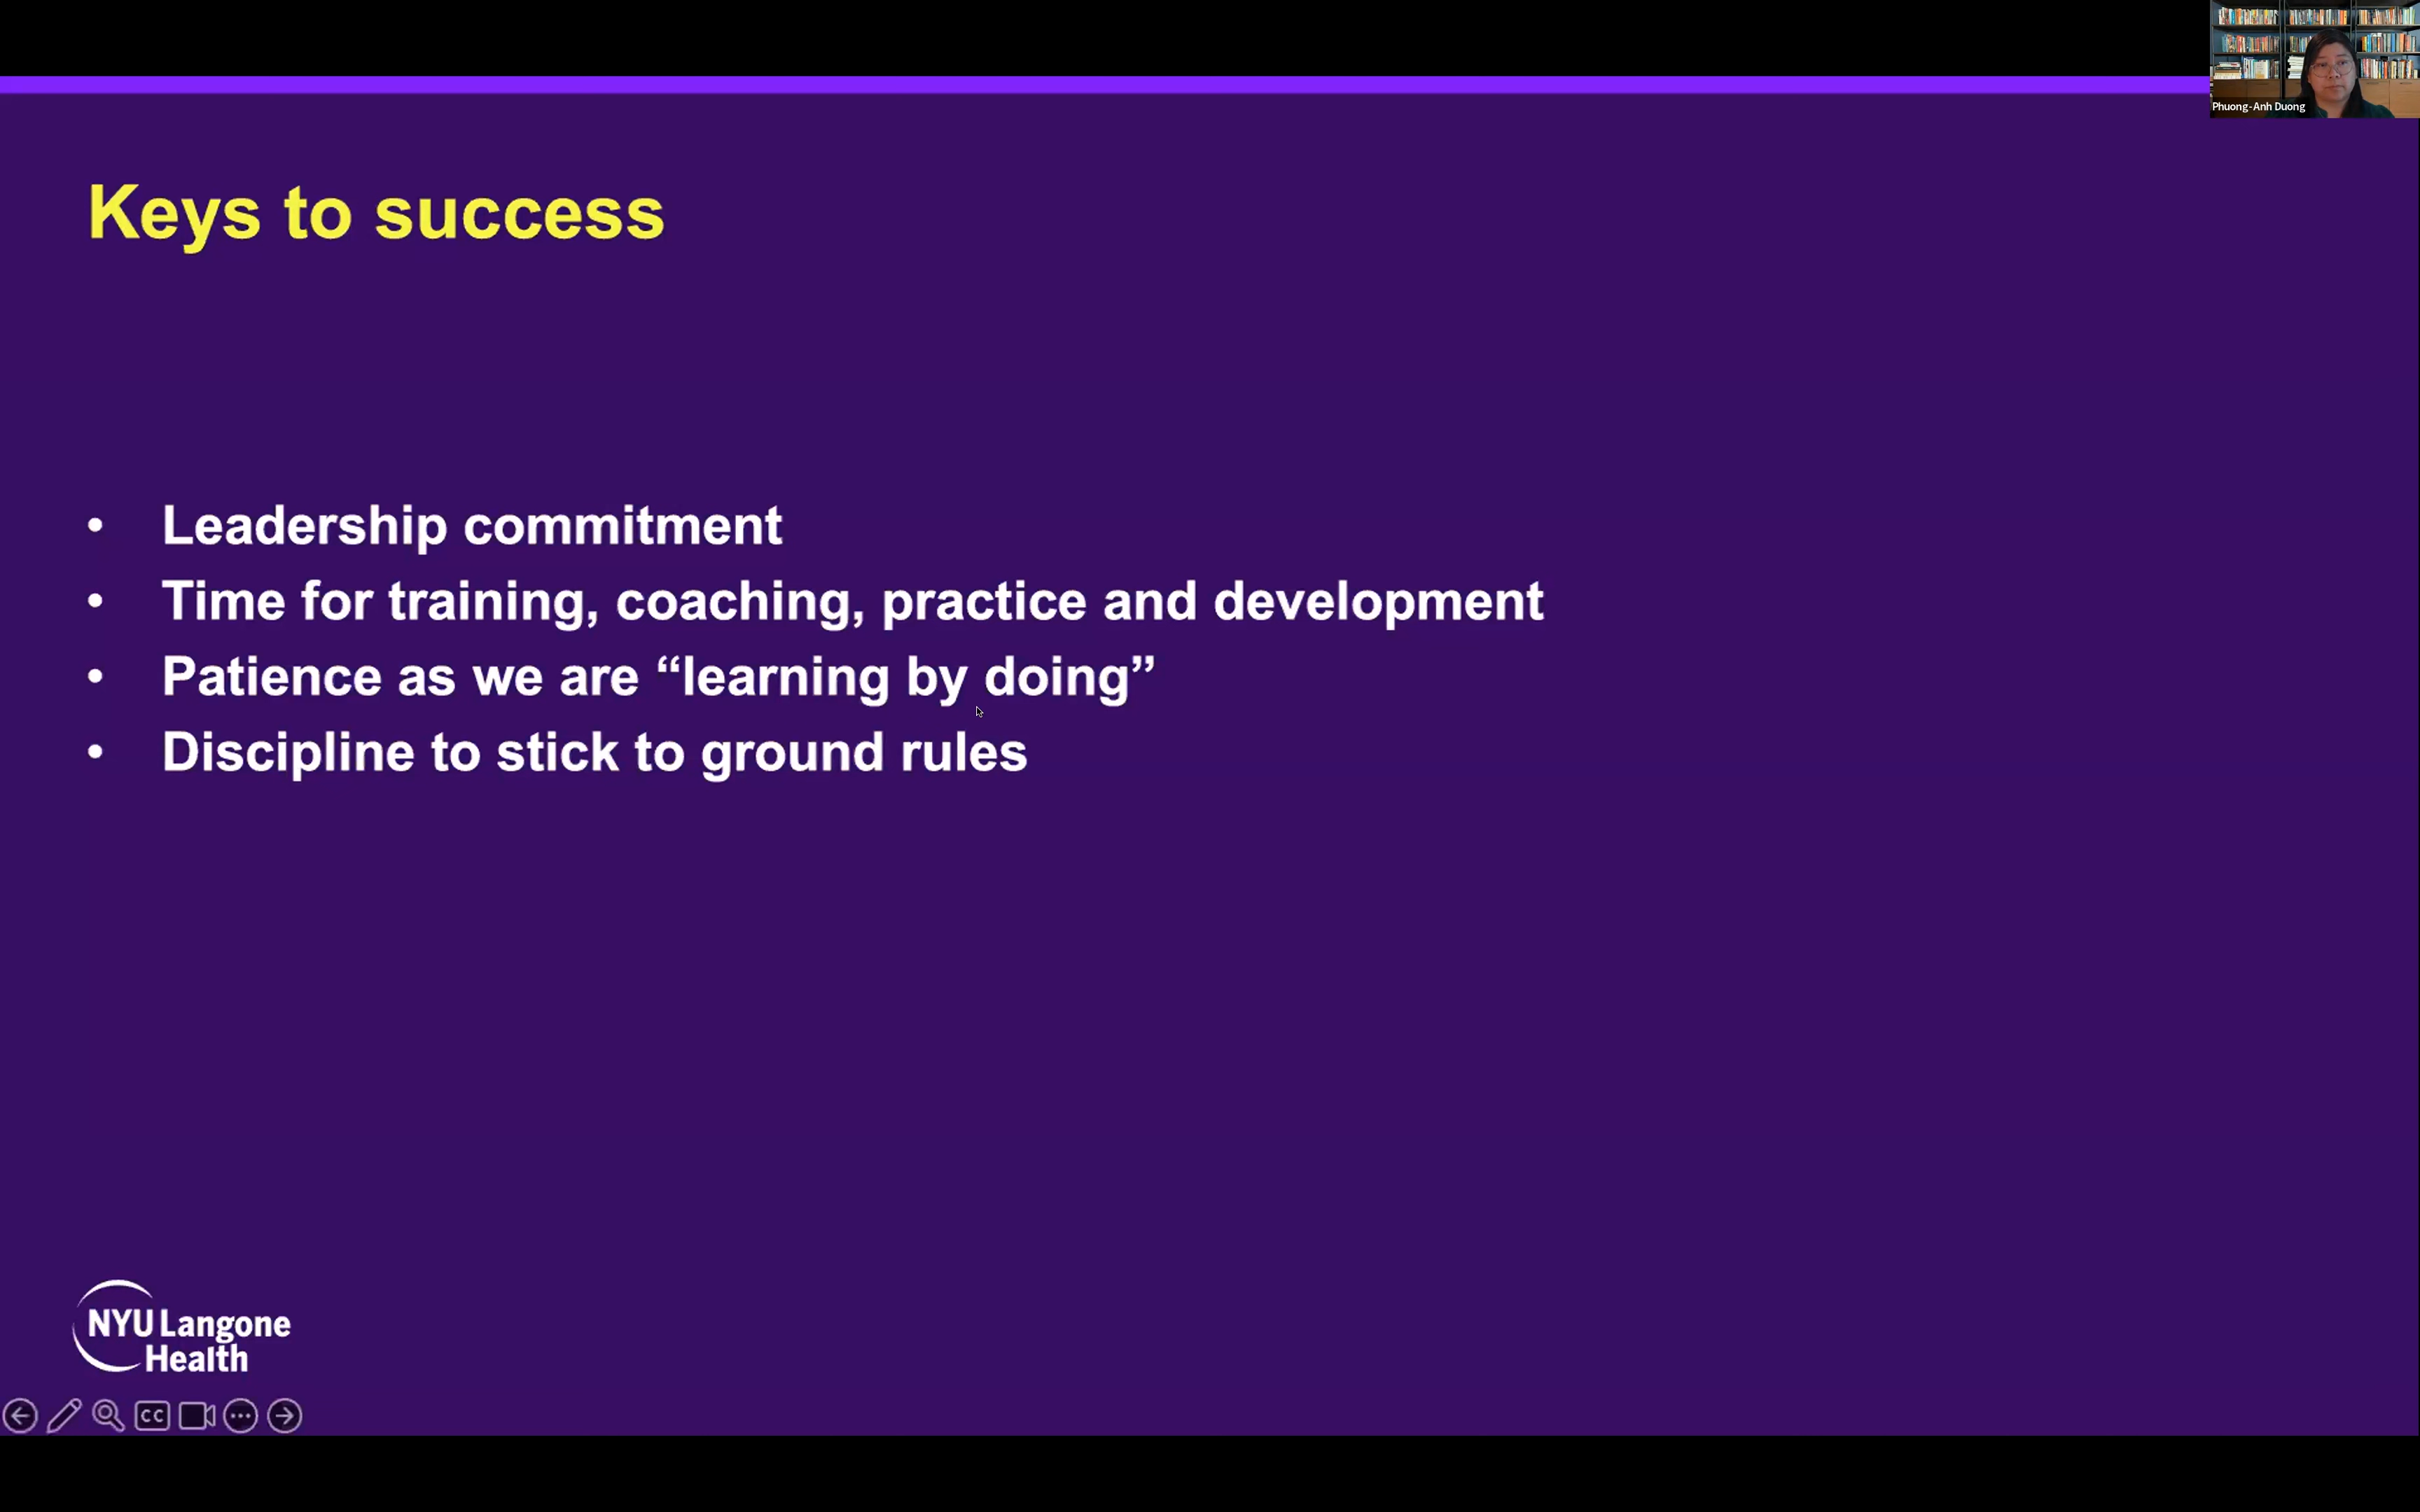 Phuong-Anh Duong
Keys to success
• Leadership commitment
• Time for training, coaching, practice and development
• Patience as we are “learning by doing”
• Discipline to stick to ground rules
NYU Langone
Health
CC